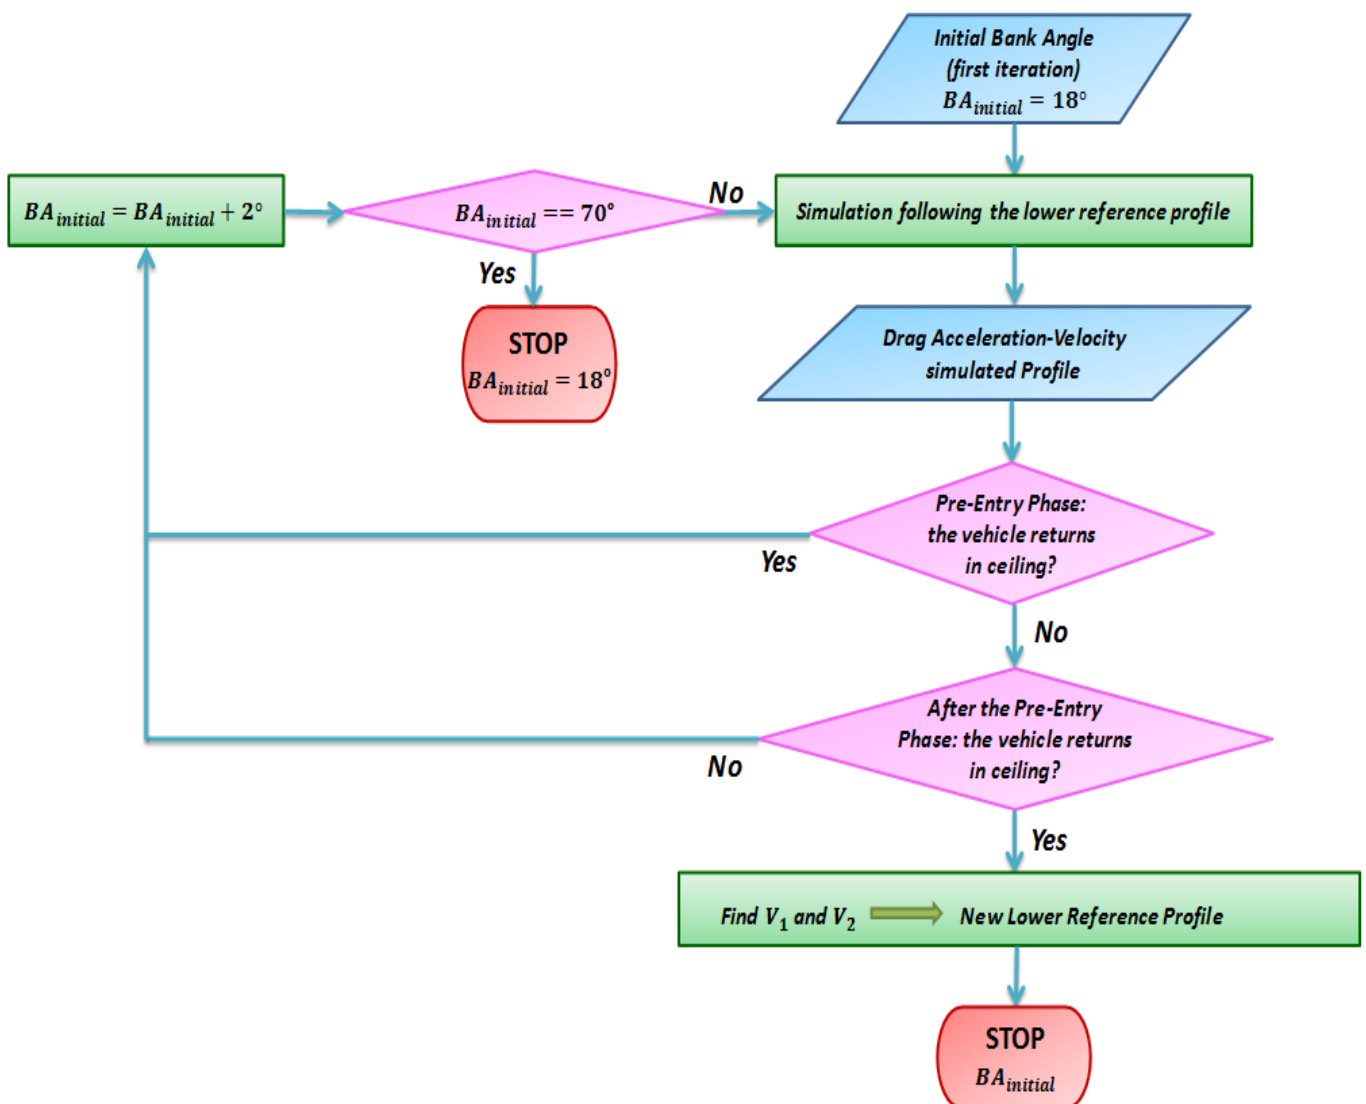 Initial Bank Angle
(first iteration)
BA_initial = 18°
BA_initial = BA_initial + 2°
BA_initial == 70°
No
Simulation following the lower reference profile
Yes
STOP
BA_initial = 18°
Drag Acceleration-Velocity
simulated Profile
Pre-Entry Phase:
the vehicle returns
in ceiling?
Yes
No
After the Pre-Entry
Phase: the vehicle returns
in ceiling?
No
Yes
Find V_1 and V_2 New Lower Reference Profile
STOP
BA_initial